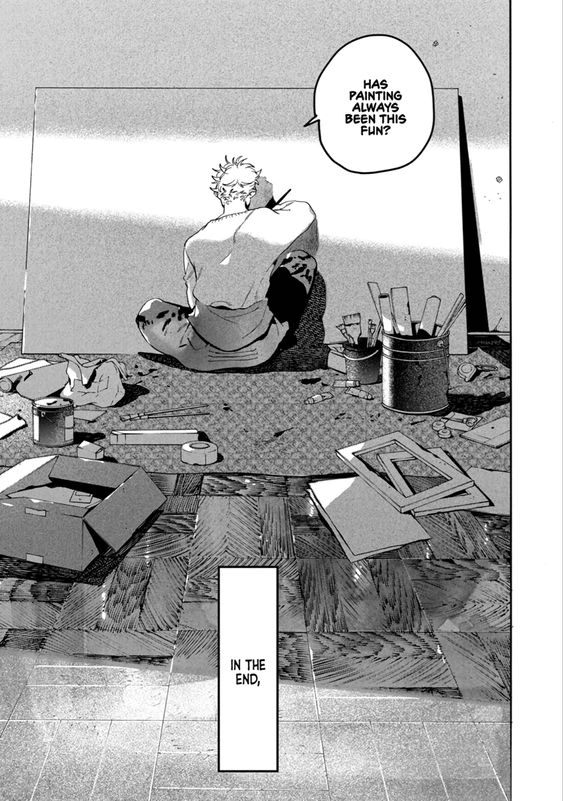 HAS
PAINTING
ALWAYS
BEEN THIS
FUN?
IN THE
END,